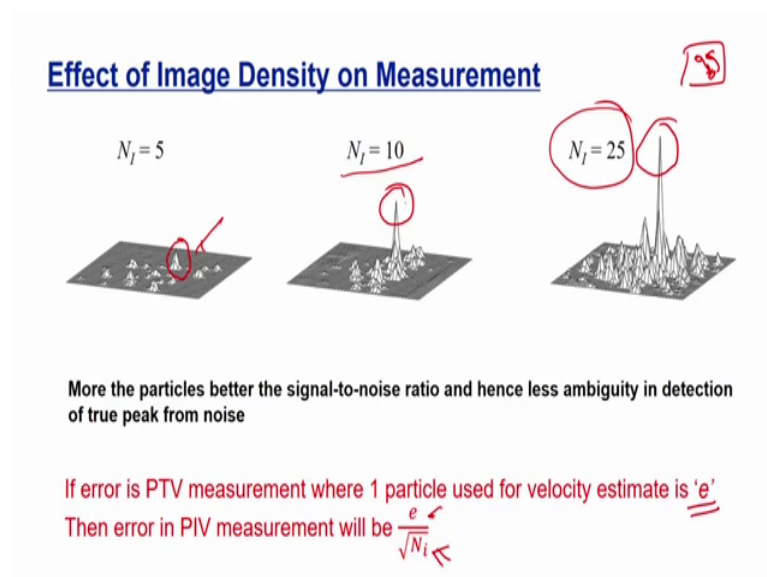 Effect of Image Density on Measurement
N_I = 5
N_I = 10
N_I = 25
More the particles better the signal-to-noise ratio and hence less ambiguity in detection
of true peak from noise
If error is PTV measurement where 1 particle used for velocity estimate is ‘e’
Then error in PIV measurement will be e/√N_i